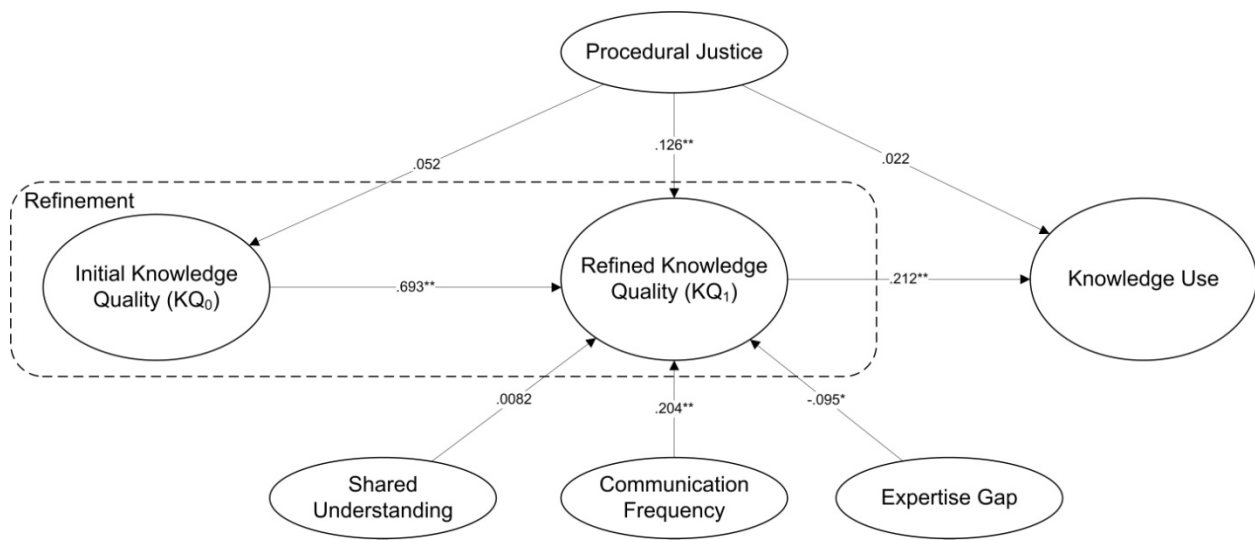 Procedural Justice
.052
.126**
.022
Refinement
Initial Knowledge
Quality (KQ₀)
.693**
Refined Knowledge
Quality (KQ₁)
.212**
Knowledge Use
.0082
.204**
-.095*
Shared
Understanding
Communication
Frequency
Expertise Gap